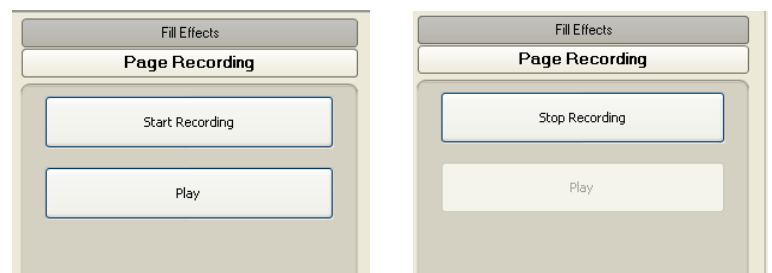 Fill Effects
Page Recording
Start Recording
Play
Fill Effects
Page Recording
Stop Recording
Play